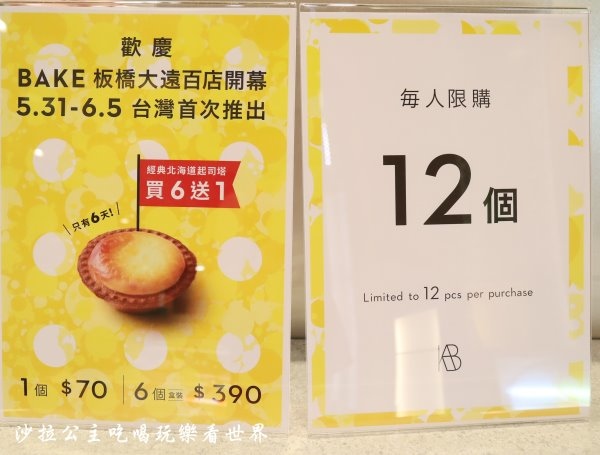 歡慶
BAKE 板橋大遠百店開幕
5.31-6.5 台灣首次推出
經典北海道起司塔
買6送1
只有6天!
1個 $70 | 6個盒裝 $390
每人限購
12個
Limited to 12 pcs per purchase
AB
沙拉公主吃喝玩樂看世界